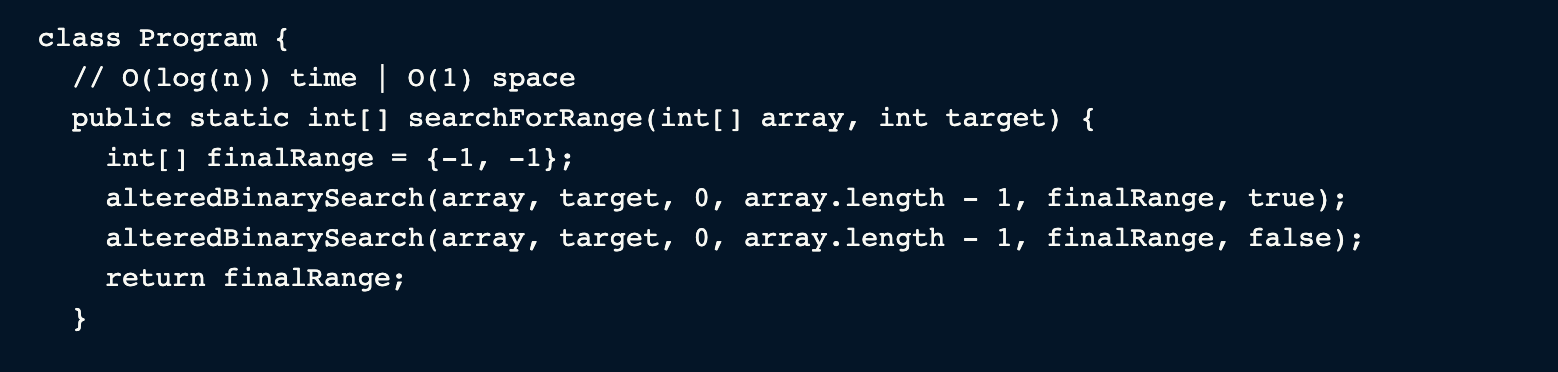 class Program {
// O(log(n)) time | O(1) space
public static int[] searchForRange(int[] array, int target) {
int[] finalRange = {-1, -1};
alteredBinarySearch(array, target, 0, array.length - 1, finalRange, true);
alteredBinarySearch(array, target, 0, array.length - 1, finalRange, false);
return finalRange;
}